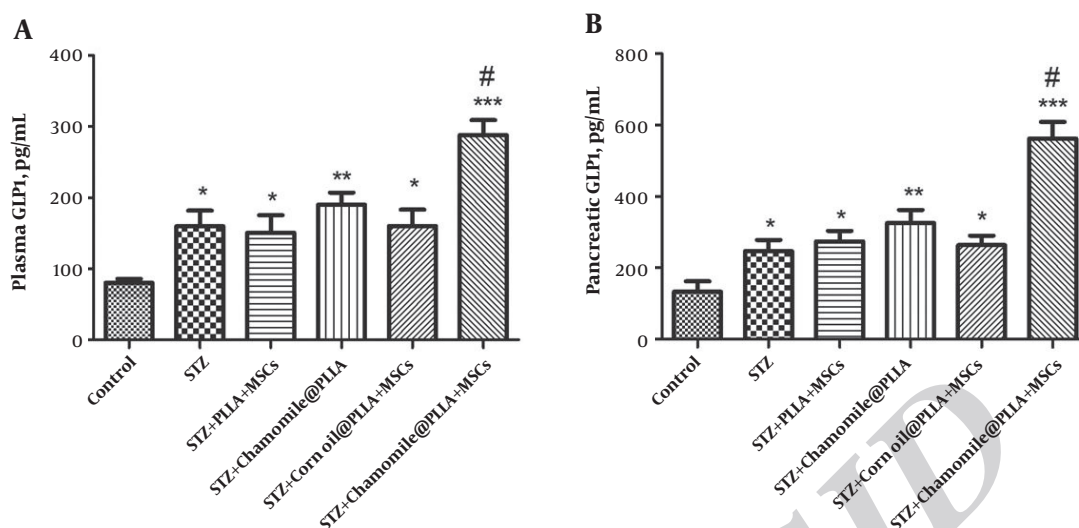 A
Plasma GLP1, pg/mL
400
300
200
100
0
*
*
**
*
#
***
Control
STZ
STZ+PLLA+MSCs
STZ+Chamomile@PLLA
STZ+Corn oil@PLLA+MSCs
STZ+Chamomile@PLLA+MSCs
B
Pancreatic GLP1, pg/mL
800
600
400
200
0
*
*
**
*
#
***
Control
STZ
STZ+PLLA+MSCs
STZ+Chamomile@PLLA
STZ+Corn oil@PLLA+MSCs
STZ+Chamomile@PLLA+MSCs
ID